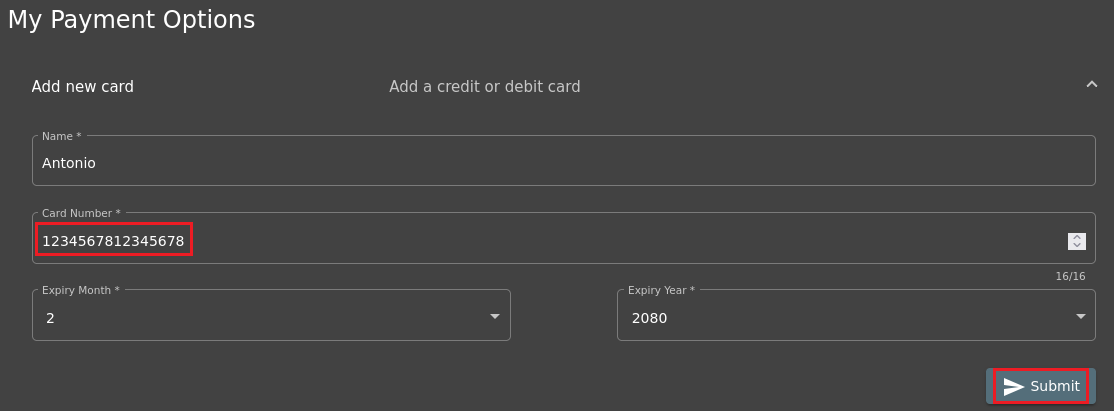 My Payment Options
Add new card Add a credit or debit card
Name *
Antonio
Card Number *
1234567812345678
16/16
Expiry Month * Expiry Year *
2 2080
Submit